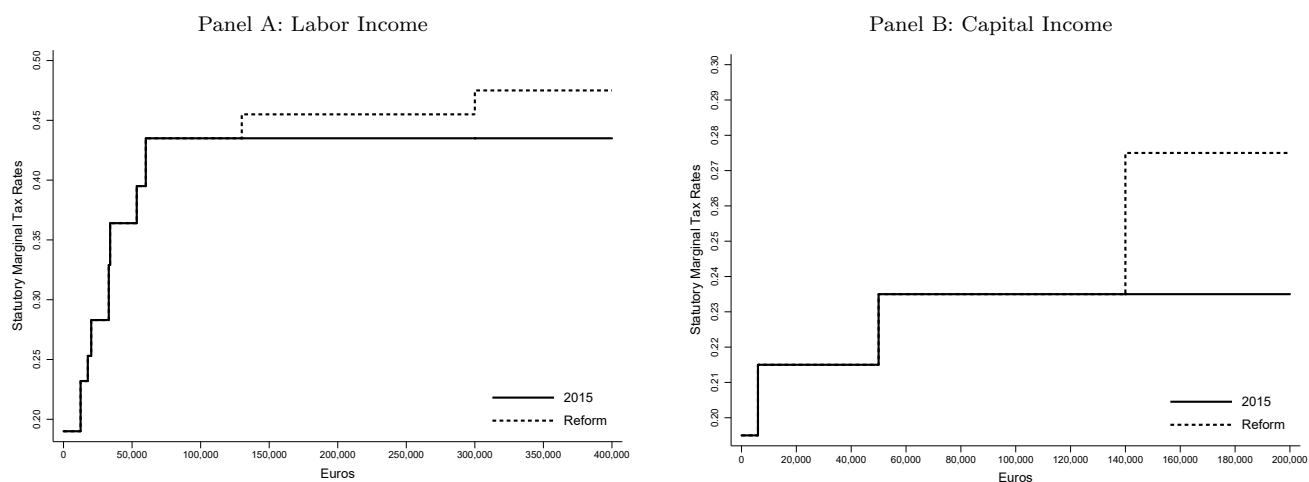 Panel A: Labor Income
Statutory Marginal Tax Rates
0.50
0.45
0.40
0.35
0.30
0.25
0.20
2015
Reform
0 50,000 100,000 150,000 200,000 250,000 300,000 350,000 400,000
Euros
Panel B: Capital Income
Statutory Marginal Tax Rates
0.30
0.29
0.28
0.27
0.26
0.25
0.24
0.23
0.22
0.21
0.20
2015
Reform
0 20,000 40,000 60,000 80,000 100,000 120,000 140,000 160,000 180,000 200,000
Euros